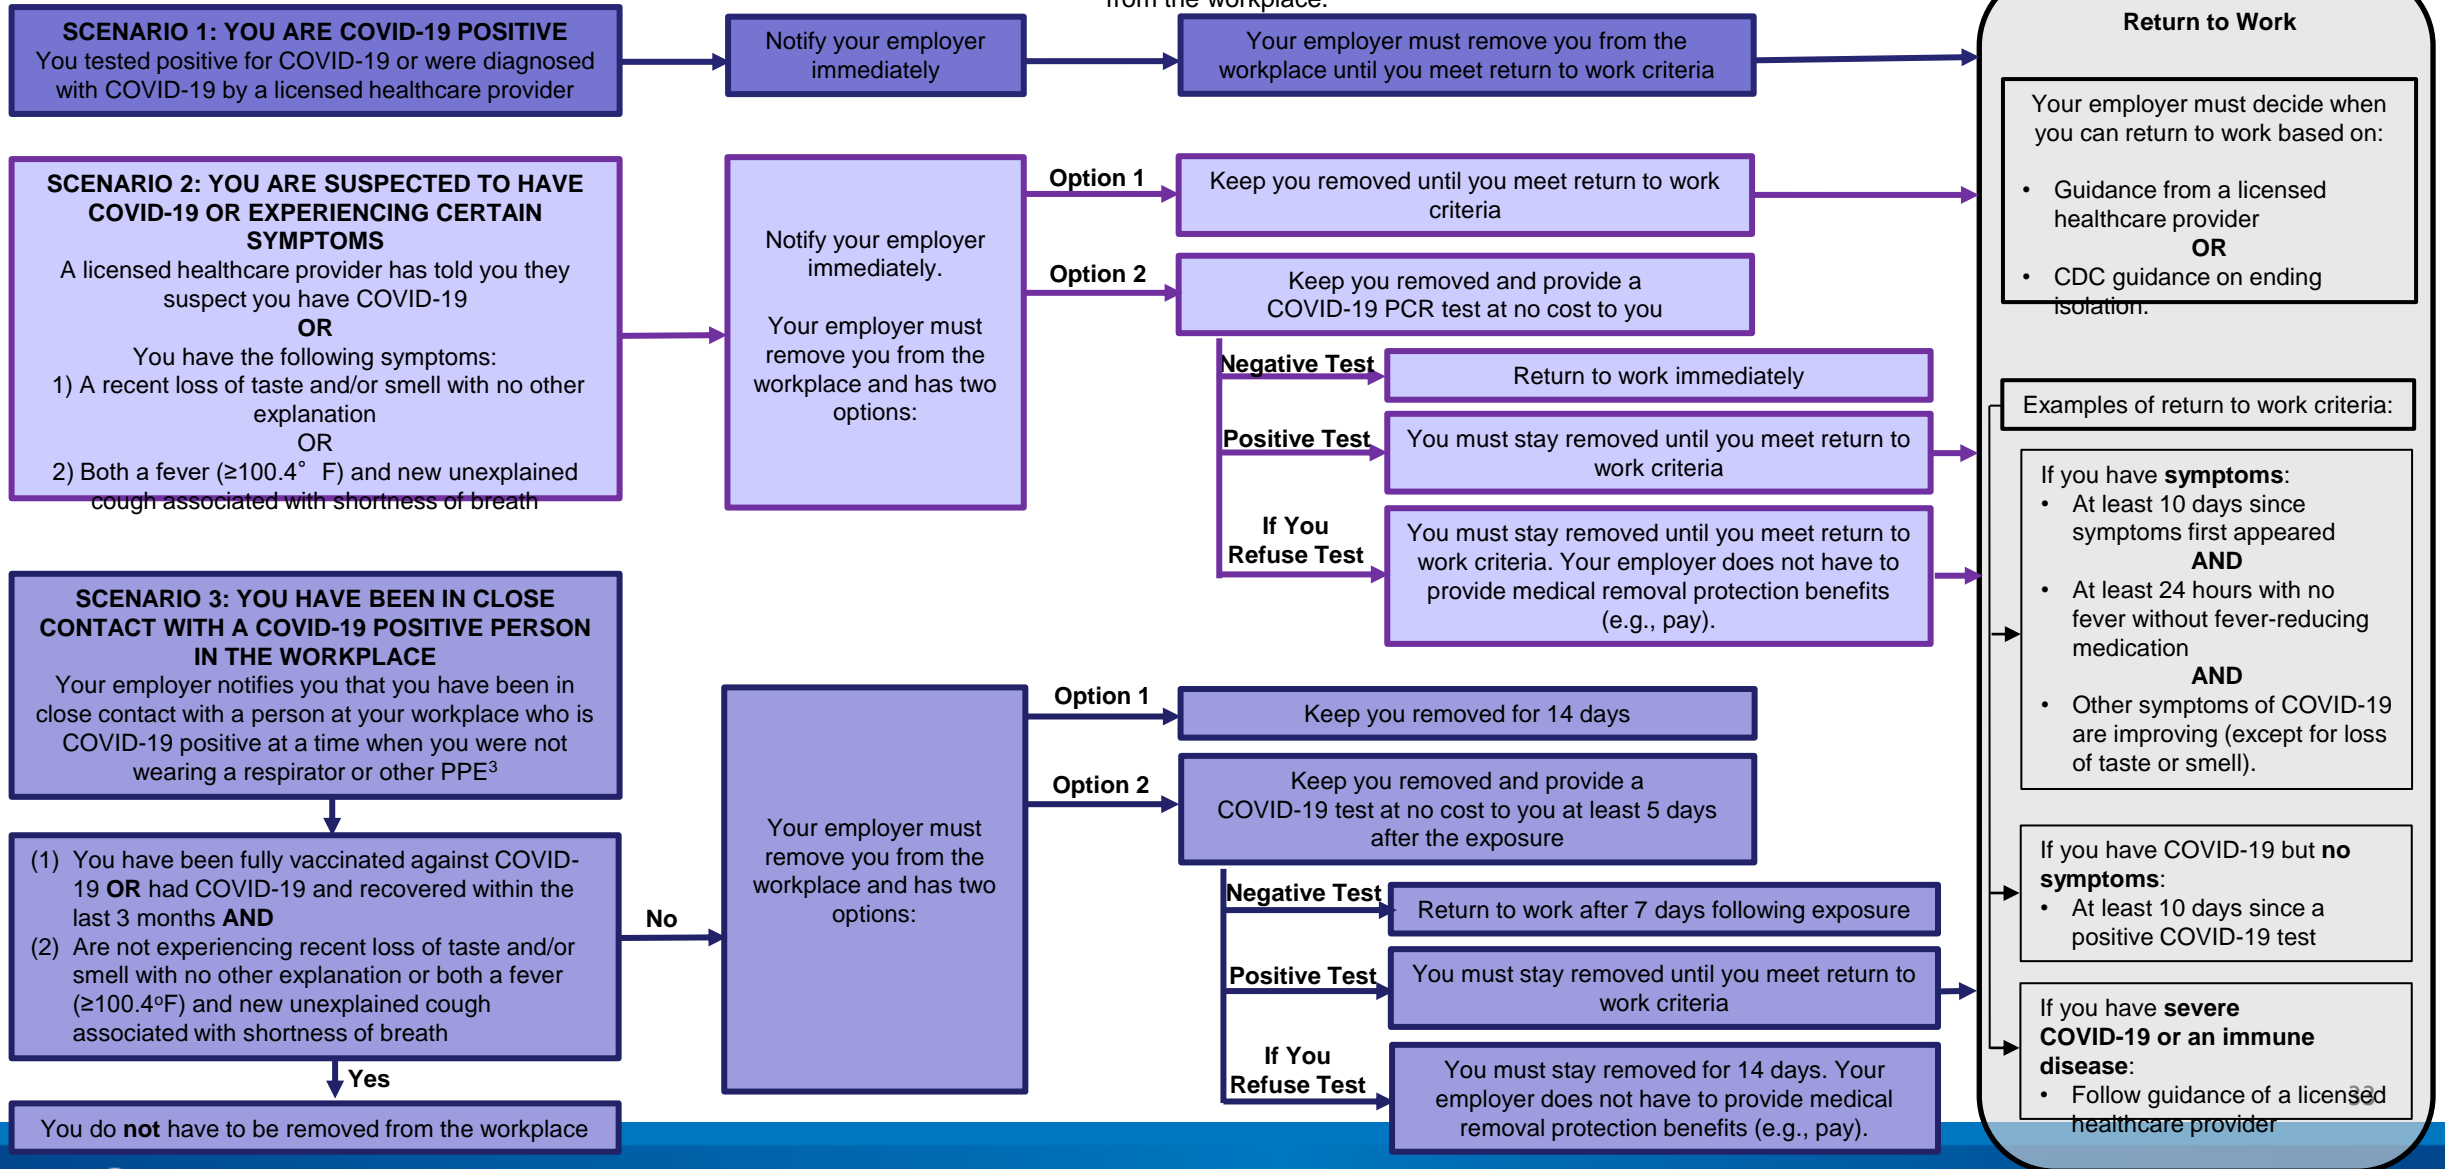 from the workplace.
SCENARIO 1: YOU ARE COVID-19 POSITIVE
You tested positive for COVID-19 or were diagnosed
with COVID-19 by a licensed healthcare provider
Notify your employer
immediately
Your employer must remove you from the
workplace until you meet return to work criteria
SCENARIO 2: YOU ARE SUSPECTED TO HAVE
COVID-19 OR EXPERIENCING CERTAIN
SYMPTOMS
A licensed healthcare provider has told you they
suspect you have COVID-19
OR
You have the following symptoms:
1) A recent loss of taste and/or smell with no other
explanation
OR
2) Both a fever (≥100.4° F) and new unexplained
cough associated with shortness of breath
Notify your employer
immediately.
Your employer must
remove you from the
workplace and has two
options:
Option 1
Keep you removed until you meet return to work
criteria
Option 2
Keep you removed and provide a
COVID-19 PCR test at no cost to you
Negative Test
Return to work immediately
Positive Test
You must stay removed until you meet return to
work criteria
If You
Refuse Test
You must stay removed until you meet return to
work criteria. Your employer does not have to
provide medical removal protection benefits
(e.g., pay).
SCENARIO 3: YOU HAVE BEEN IN CLOSE
CONTACT WITH A COVID-19 POSITIVE PERSON
IN THE WORKPLACE
Your employer notifies you that you have been in
close contact with a person at your workplace who is
COVID-19 positive at a time when you were not
wearing a respirator or other PPE³
(1) You have been fully vaccinated against COVID-
19 OR had COVID-19 and recovered within the
last 3 months AND
(2) Are not experiencing recent loss of taste and/or
smell with no other explanation or both a fever
(≥100.4ºF) and new unexplained cough
associated with shortness of breath
No
Yes
You do not have to be removed from the workplace
Your employer must
remove you from the
workplace and has two
options:
Option 1
Keep you removed for 14 days
Option 2
Keep you removed and provide a
COVID-19 test at no cost to you at least 5 days
after the exposure
Negative Test
Return to work after 7 days following exposure
Positive Test
You must stay removed until you meet return to
work criteria
If You
Refuse Test
You must stay removed for 14 days. Your
employer does not have to provide medical
removal protection benefits (e.g., pay).
Return to Work
Your employer must decide when
you can return to work based on:
• Guidance from a licensed
healthcare provider
OR
• CDC guidance on ending
isolation.
Examples of return to work criteria:
If you have symptoms:
• At least 10 days since
symptoms first appeared
AND
• At least 24 hours with no
fever without fever-reducing
medication
AND
• Other symptoms of COVID-19
are improving (except for loss
of taste or smell).
If you have COVID-19 but no
symptoms:
• At least 10 days since a
positive COVID-19 test
If you have severe
COVID-19 or an immune
disease:
• Follow guidance of a licensed
healthcare provider
33